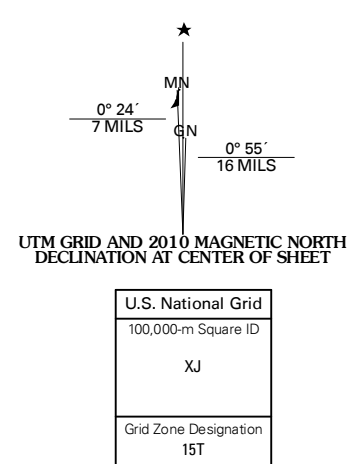 ★
MN
0° 24´
7 MILS
GN
0° 55´
16 MILS
UTM GRID AND 2010 MAGNETIC NORTH
DECLINATION AT CENTER OF SHEET
U.S. National Grid
100,000-m Square ID
XJ
Grid Zone Designation
15T